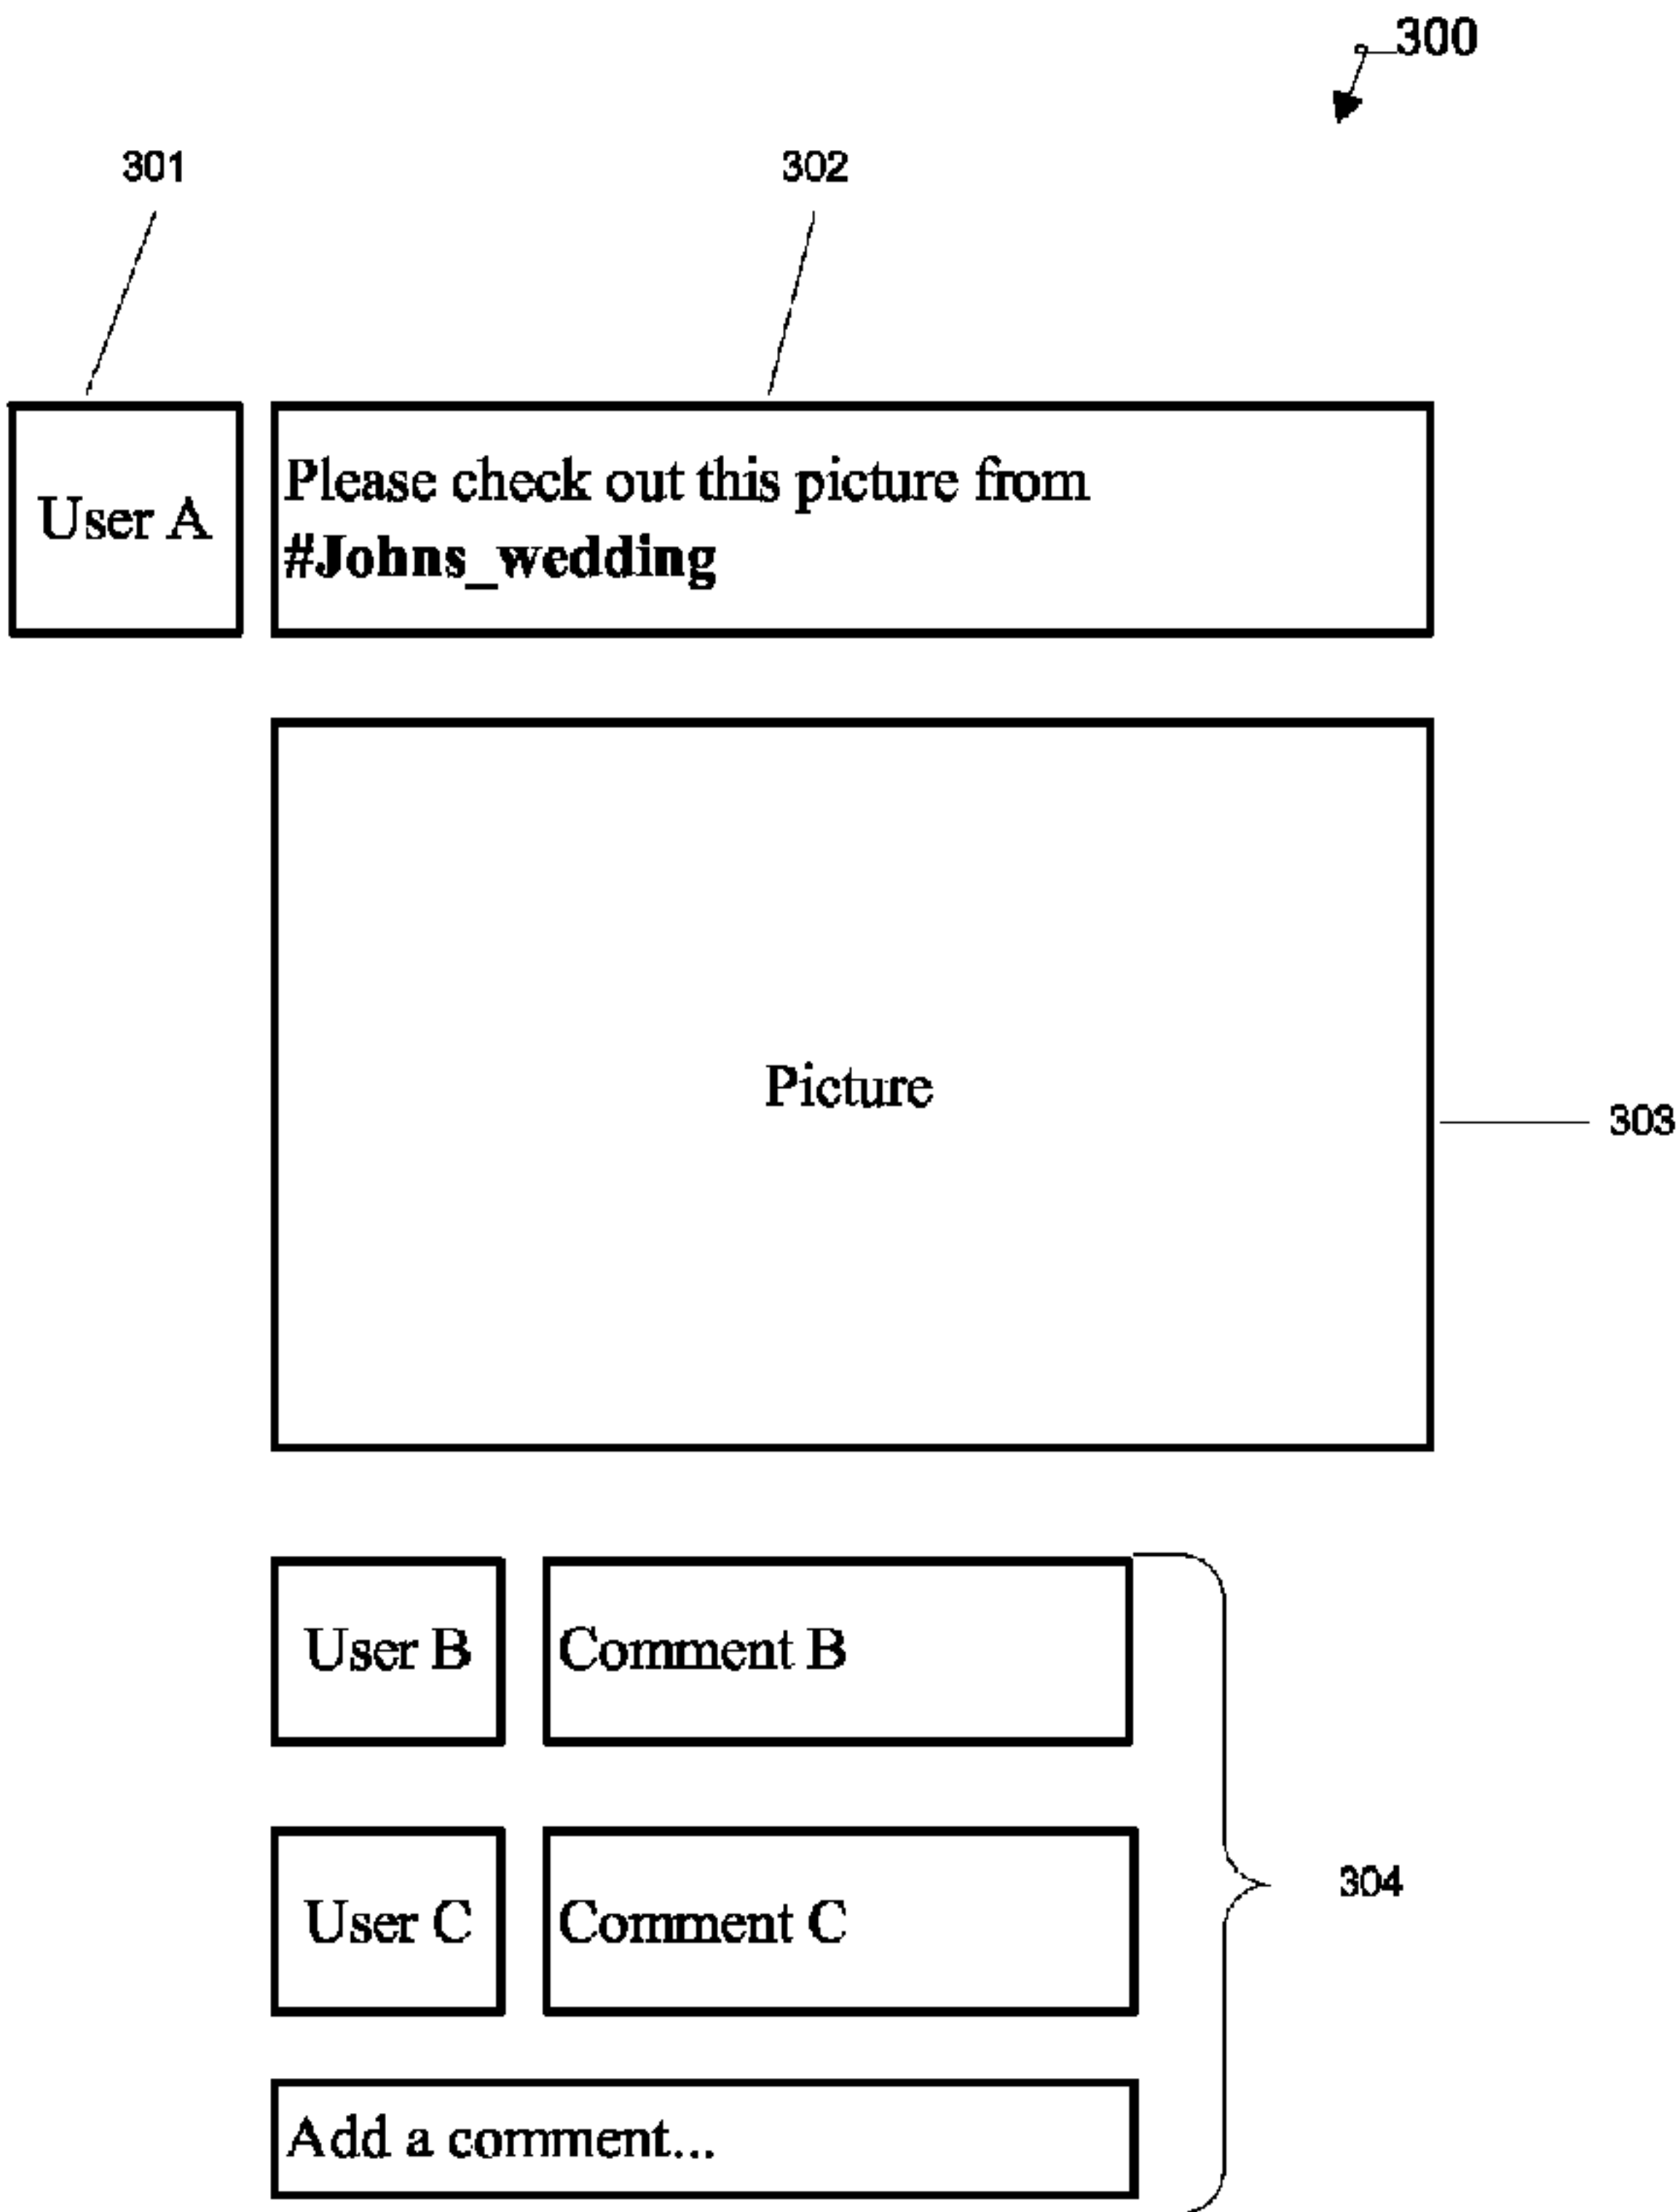 300
301
302
User A
Please check out this picture from
#Johns_wedding
Picture
303
User B
Comment B
User C
Comment C
304
Add a comment...